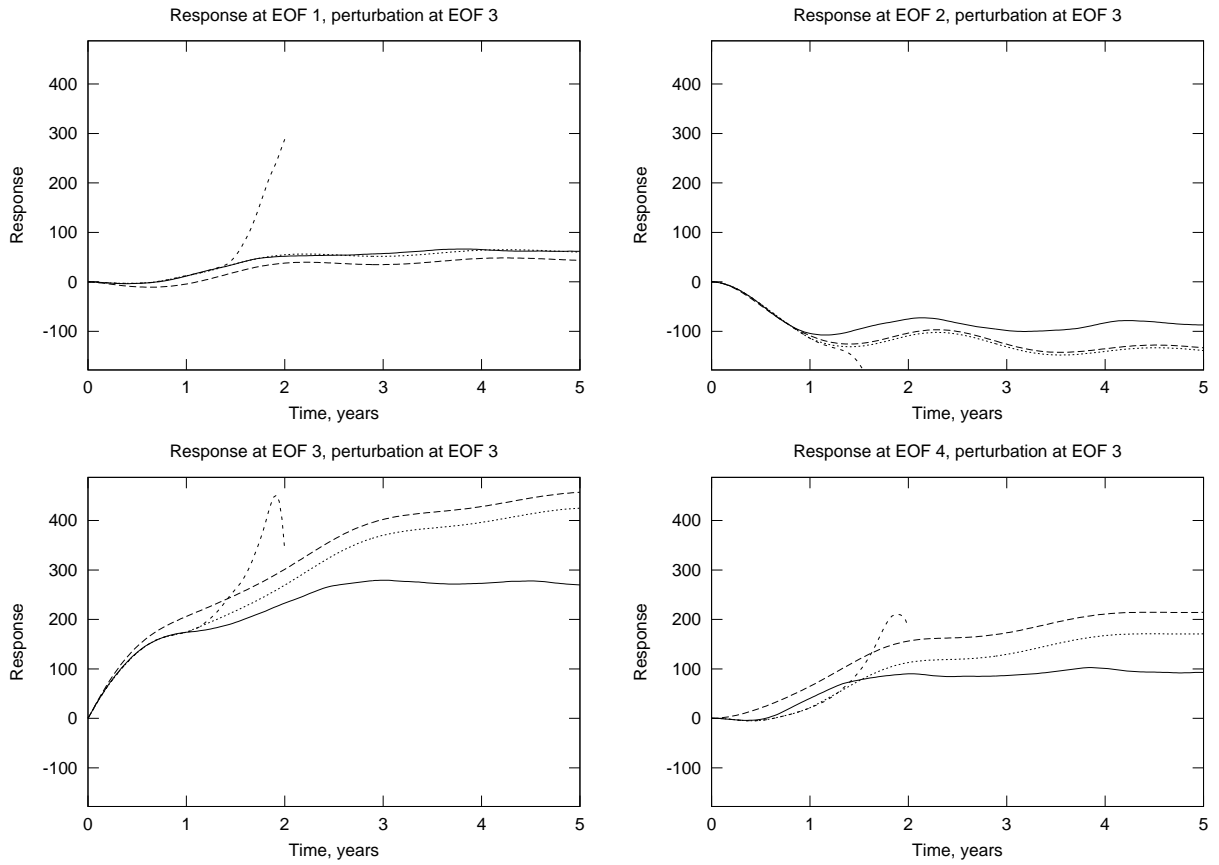 Response at EOF 1, perturbation at EOF 3
400
300
200
100
0
-100
Response
0 1 2 3 4 5
Time, years
Response at EOF 2, perturbation at EOF 3
400
300
200
100
0
-100
Response
0 1 2 3 4 5
Time, years
Response at EOF 3, perturbation at EOF 3
400
300
200
100
0
-100
Response
0 1 2 3 4 5
Time, years
Response at EOF 4, perturbation at EOF 3
400
300
200
100
0
-100
Response
0 1 2 3 4 5
Time, years